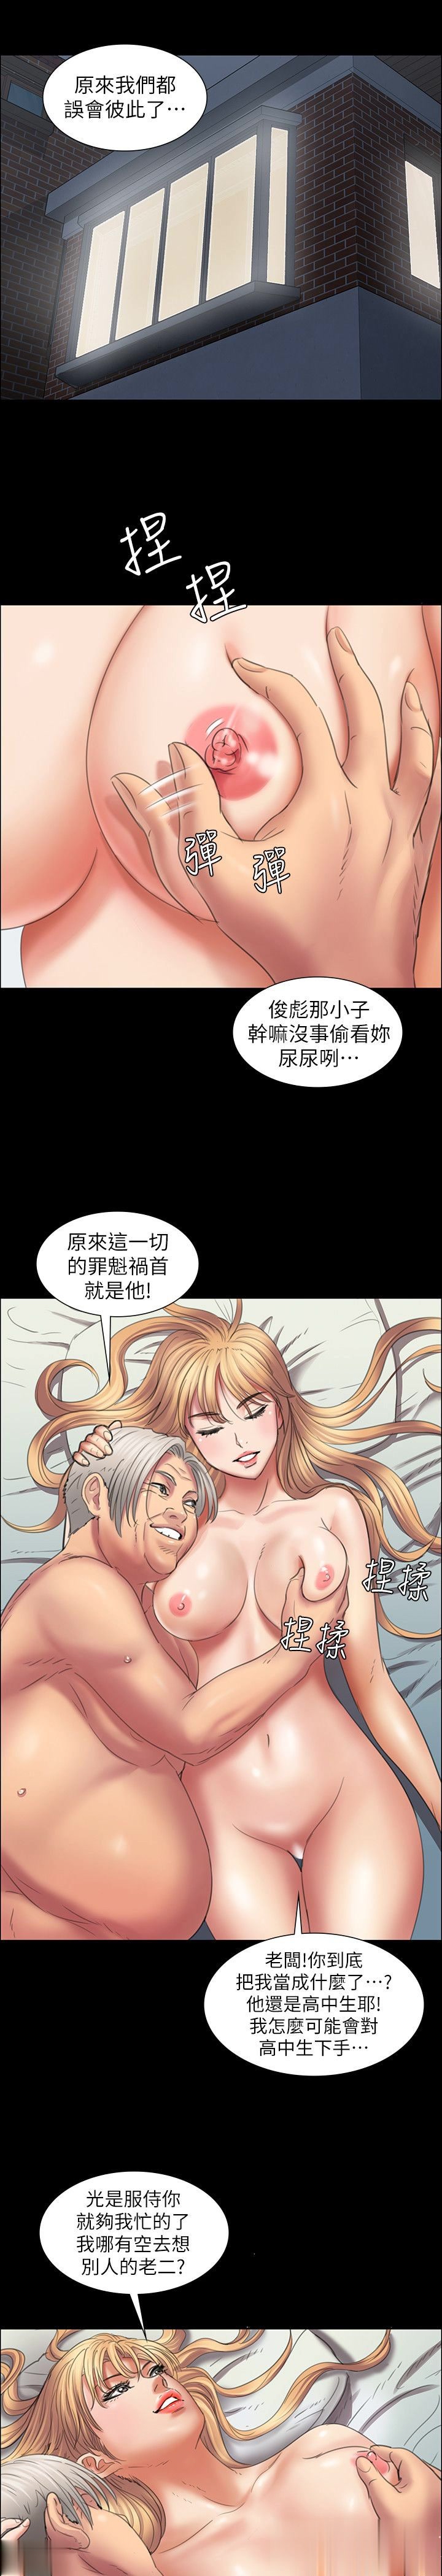 原來我們都
誤會彼此了…
捏
捏
彈
彈
俊彪那小子
幹嘛沒事偷看妳
尿尿咧…
原來這一切
的罪魁禍首
就是他!
捏揉
捏揉
老闆!你到底
把我當成什麼了…?
他還是高中生耶!
我怎麼可能會對
高中生下手…
光是服侍你
就夠我忙的了
我哪有空去想
別人的老二?